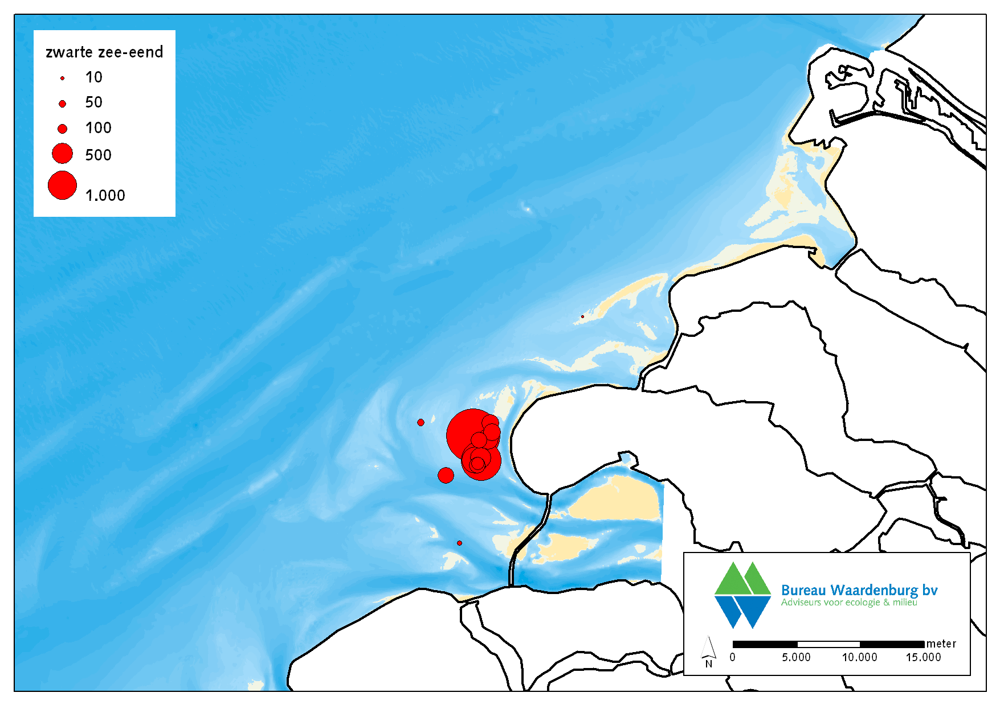 zwarte zee-eend
10
50
100
500
1.000
Bureau Waardenburg bv
Adviseurs voor ecologie & milieu
meter
N
0 5.000 10.000 15.000